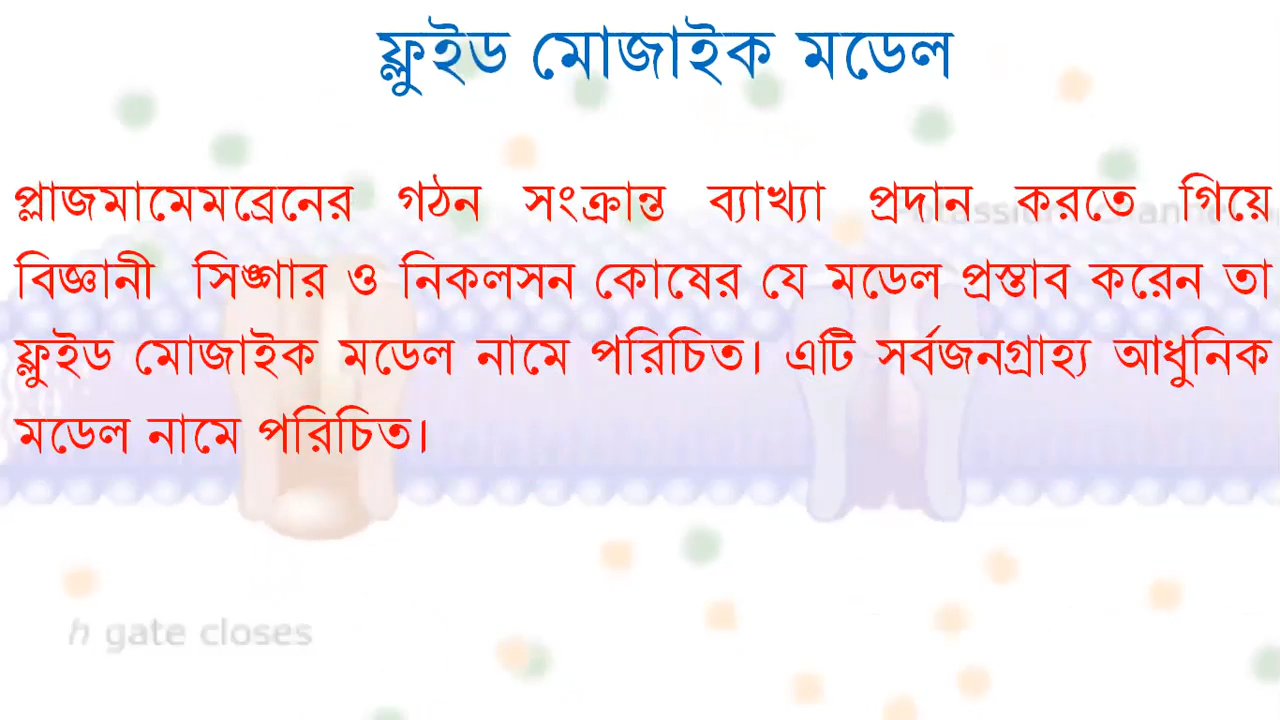 ফ্লুইড মোজাইক মডেল
প্লাজমামেমব্রেনের গঠন সংক্রান্ত ব্যাখ্যা প্রদান করতে গিয়ে
বিজ্ঞানী সিঙ্গার ও নিকলসন কোষের যে মডেল প্রস্তাব করেন তা
ফ্লুইড মোজাইক মডেল নামে পরিচিত। এটি সর্বজনগ্রাহ্য আধুনিক
মডেল নামে পরিচিত।
h gate closes